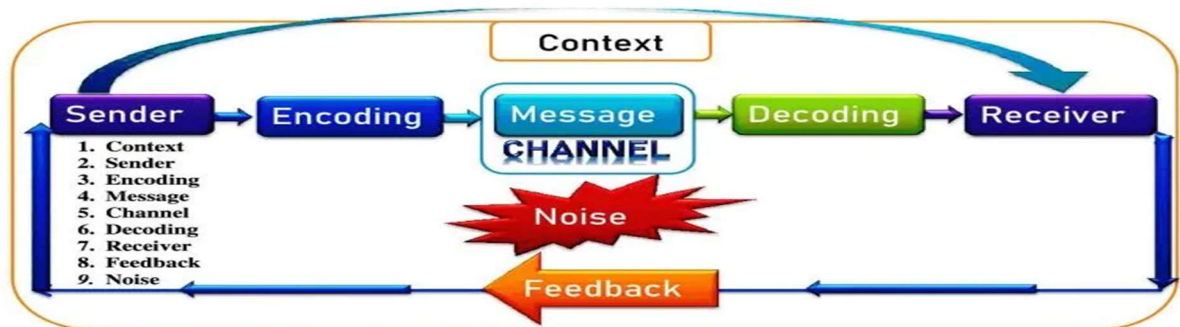 Context
Sender
Encoding
Message
Decoding
Receiver
CHANNEL
1. Context
2. Sender
3. Encoding
4. Message
5. Channel
6. Decoding
7. Receiver
8. Feedback
9. Noise
Noise
Feedback